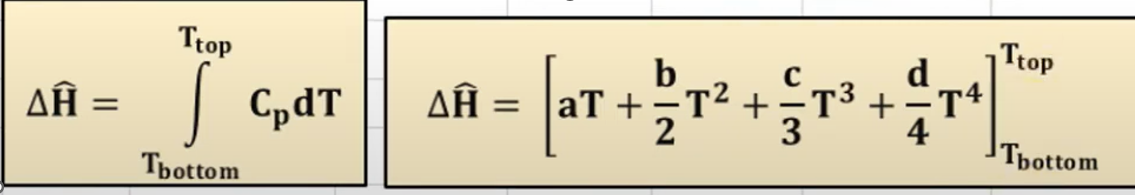 ΔĤ = ∫_{T_bottom}^{T_top} C_p dT
ΔĤ = [aT + b/2 T² + c/3 T³ + d/4 T⁴]_{T_bottom}^{T_top}